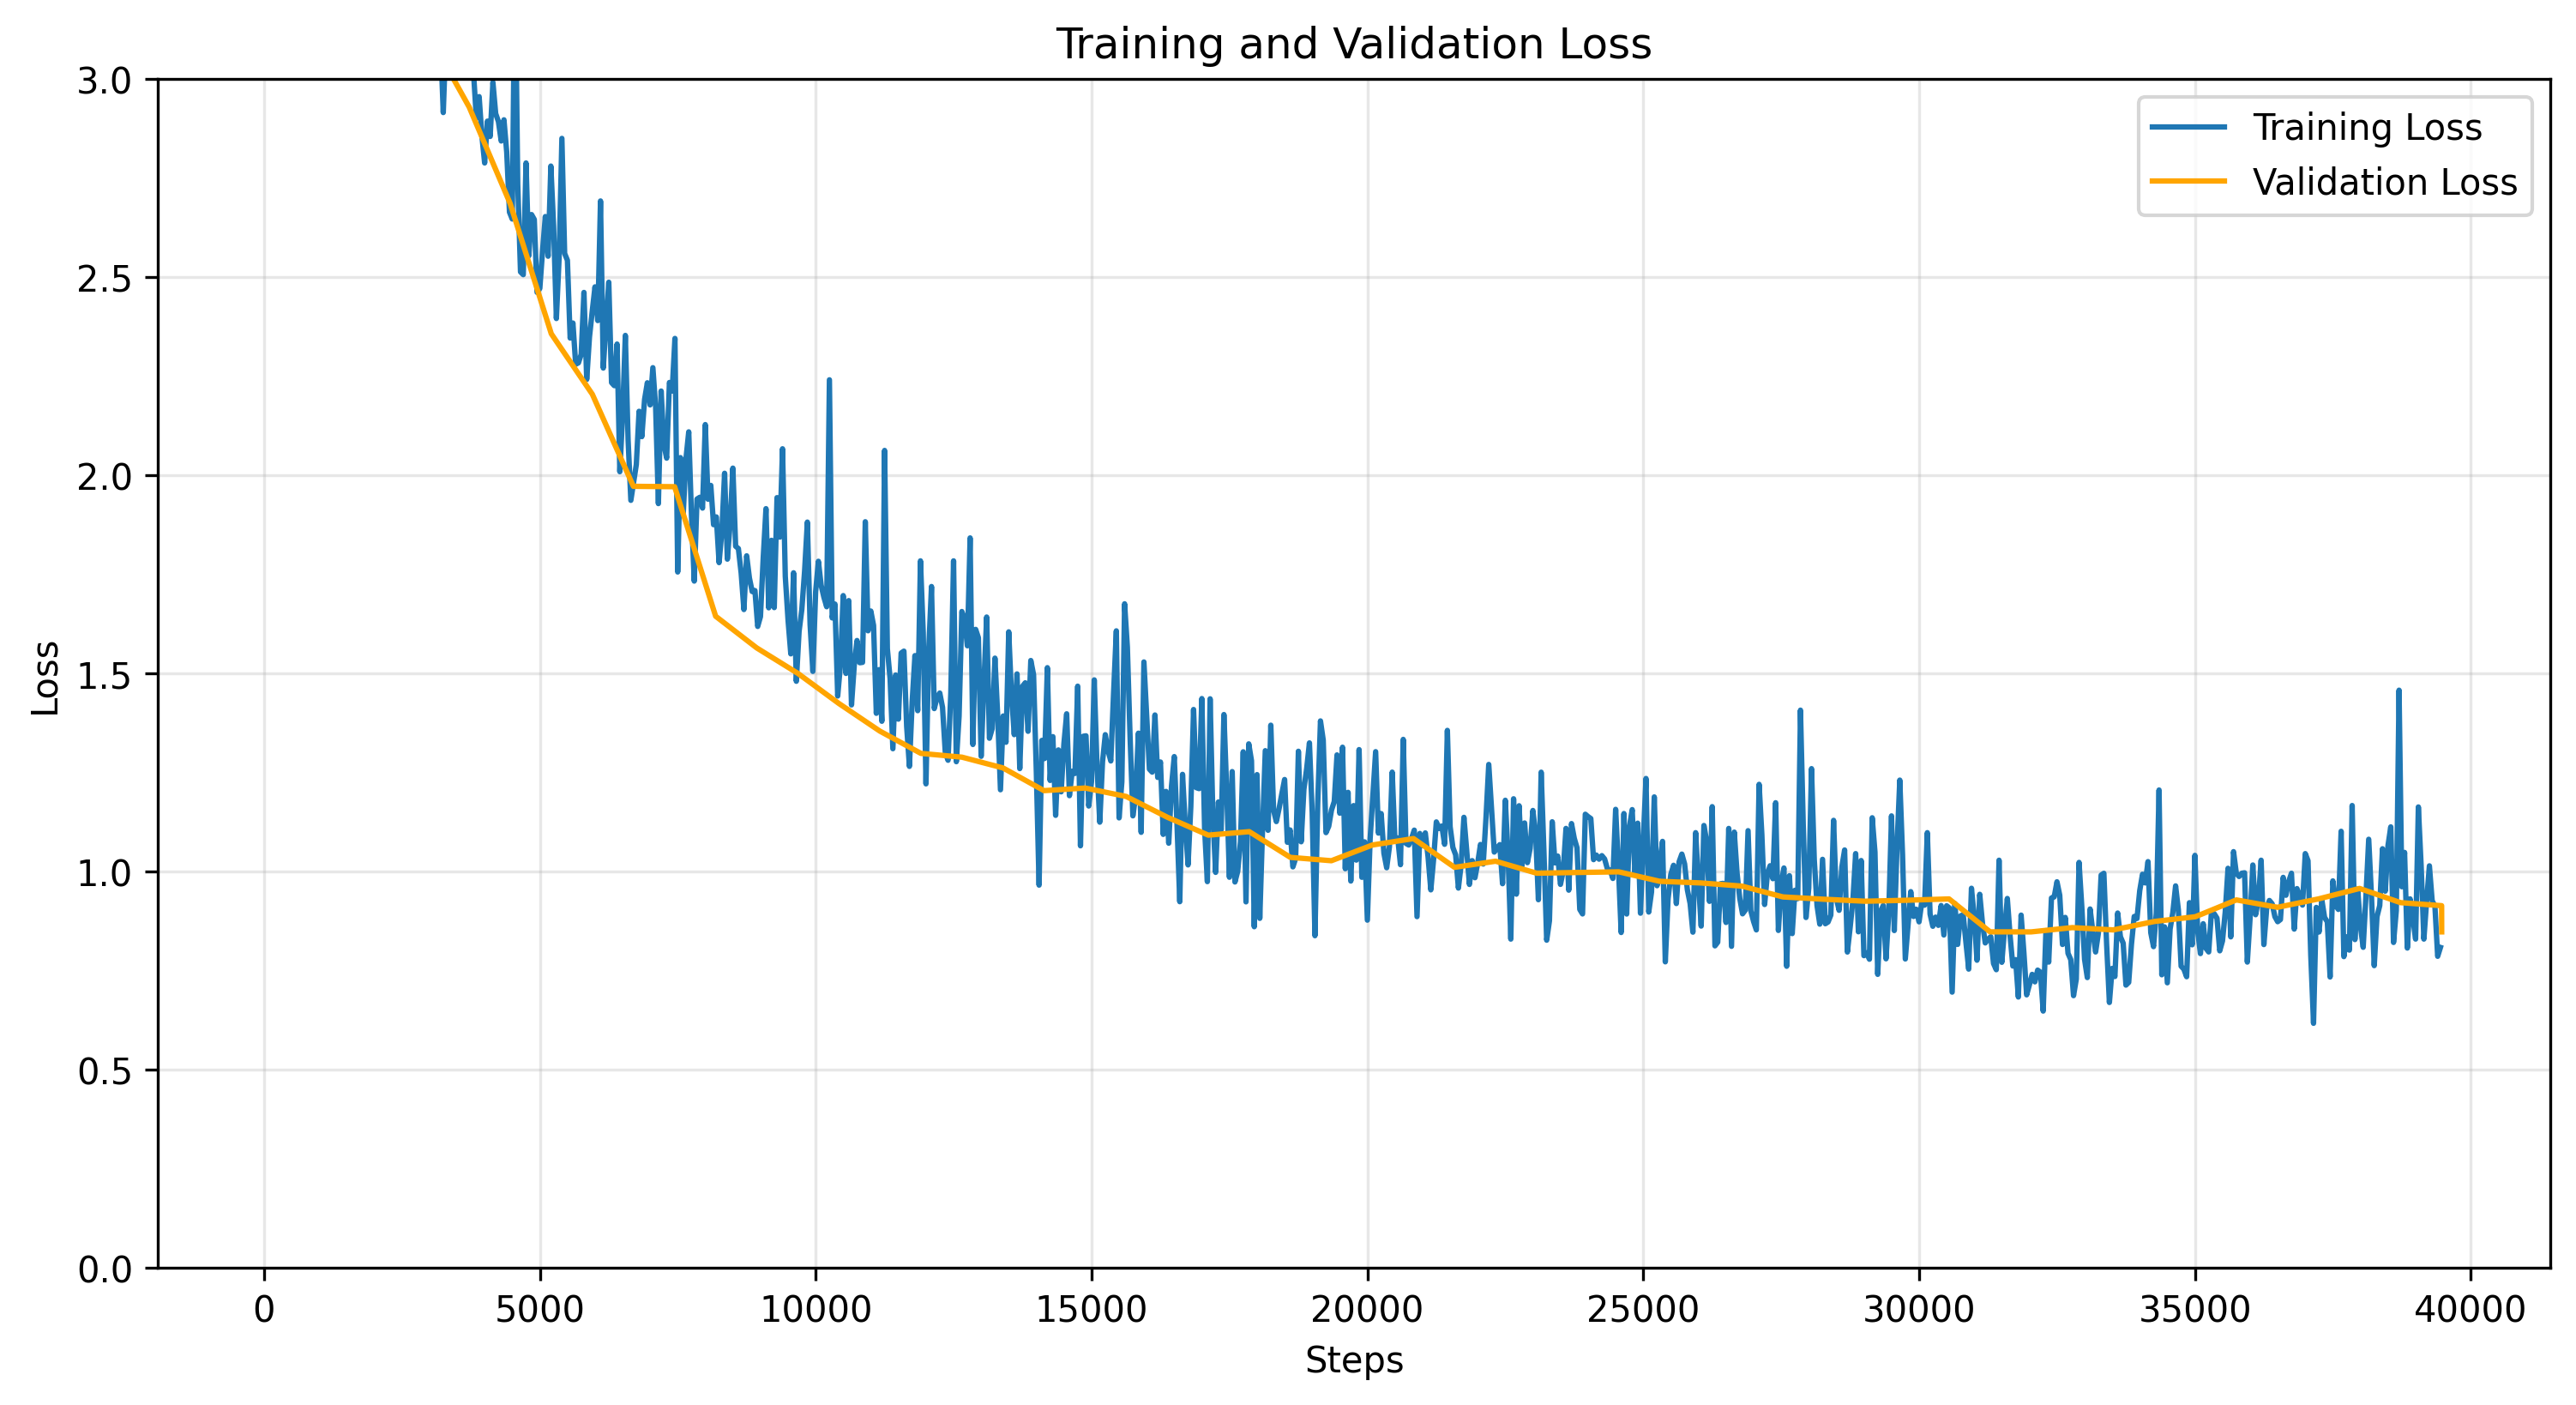 Training and Validation Loss
Training Loss
Validation Loss
3.0
2.5
2.0
1.5
1.0
0.5
0.0
Loss
0 5000 10000 15000 20000 25000 30000 35000 40000
Steps